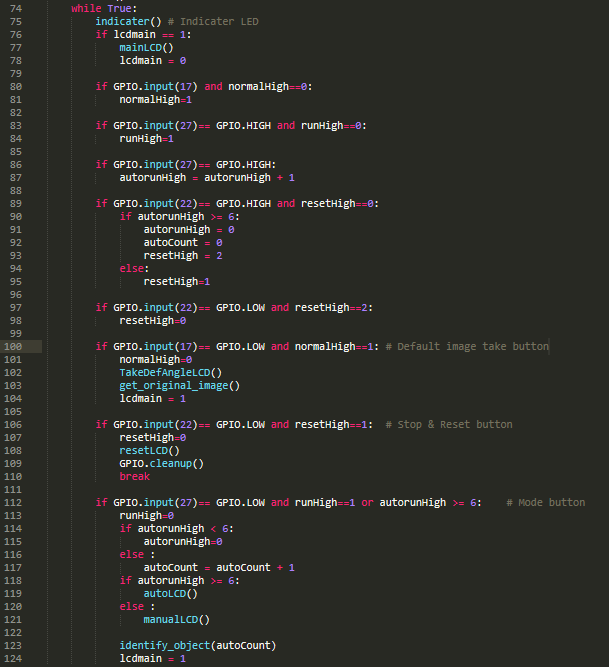 74 while True:
75 indicater() # Indicater LED
76 if lcdmain == 1:
77 mainLCD()
78 lcdmain = 0
79
80 if GPIO.input(17) and normalHigh==0:
81 normalHigh=1
82
83 if GPIO.input(27)== GPIO.HIGH and runHigh==0:
84 runHigh=1
85
86 if GPIO.input(27)== GPIO.HIGH:
87 autorunHigh = autorunHigh + 1
88
89 if GPIO.input(22)== GPIO.HIGH and resetHigh==0:
90 if autorunHigh >= 6:
91 autorunHigh = 0
92 autoCount = 0
93 resetHigh = 2
94 else:
95 resetHigh=1
96
97 if GPIO.input(22)== GPIO.LOW and resetHigh==2:
98 resetHigh=0
99
100 if GPIO.input(17)== GPIO.LOW and normalHigh==1: # Default image take button
101 normalHigh=0
102 TakeDefAngleLCD()
103 get_original_image()
104 lcdmain = 1
105
106 if GPIO.input(22)== GPIO.LOW and resetHigh==1: # Stop & Reset button
107 resetHigh=0
108 resetLCD()
109 GPIO.cleanup()
110 break
111
112 if GPIO.input(27)== GPIO.LOW and runHigh==1 or autorunHigh >= 6: # Mode button
113 runHigh=0
114 if autorunHigh < 6:
115 autorunHigh=0
116 else :
117 autoCount = autoCount + 1
118 if autorunHigh >= 6:
119 autoLCD()
120 else :
121 manualLCD()
122
123 identify_object(autoCount)
124 lcdmain = 1